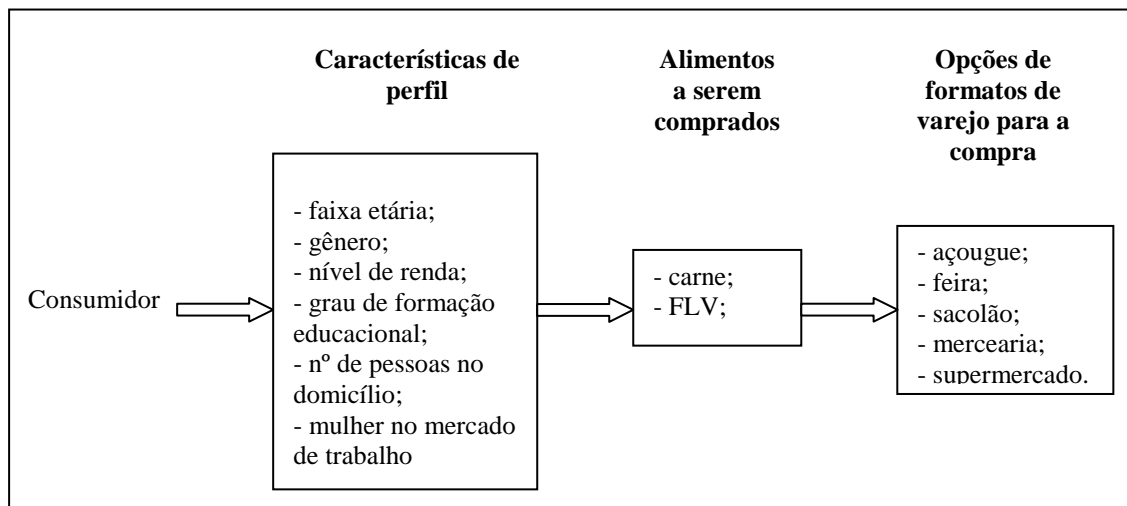 Características de
perfil
Alimentos
a serem
comprados
Opções de
formatos de
varejo para a
compra
Consumidor
- faixa etária;
- gênero;
- nível de renda;
- grau de formação
educacional;
- nº de pessoas no
domicílio;
- mulher no mercado
de trabalho
- carne;
- FLV;
- açougue;
- feira;
- sacolão;
- mercearia;
- supermercado.